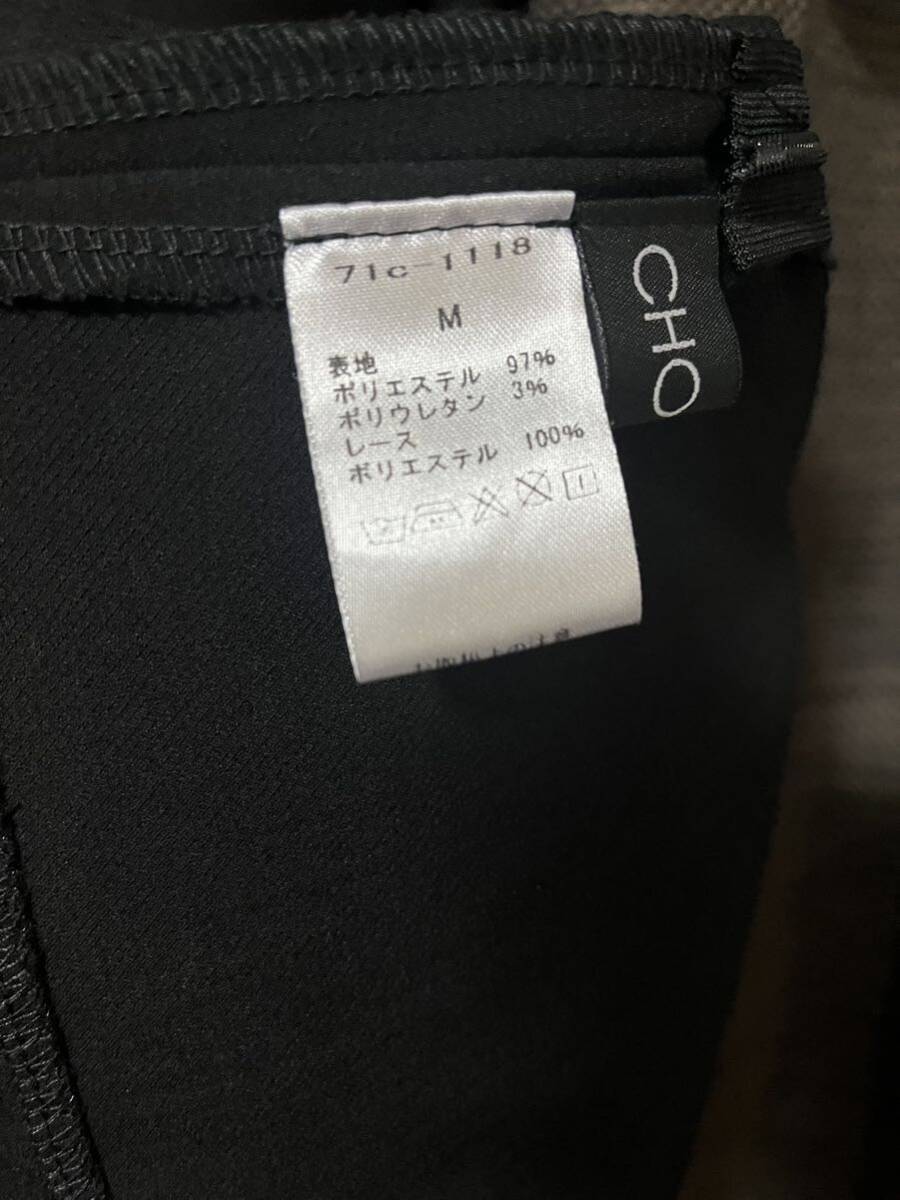 71c-1118
M
表地
ポリエステル 97%
ポリウレタン 3%
レース
ポリエステル 100%
CHO